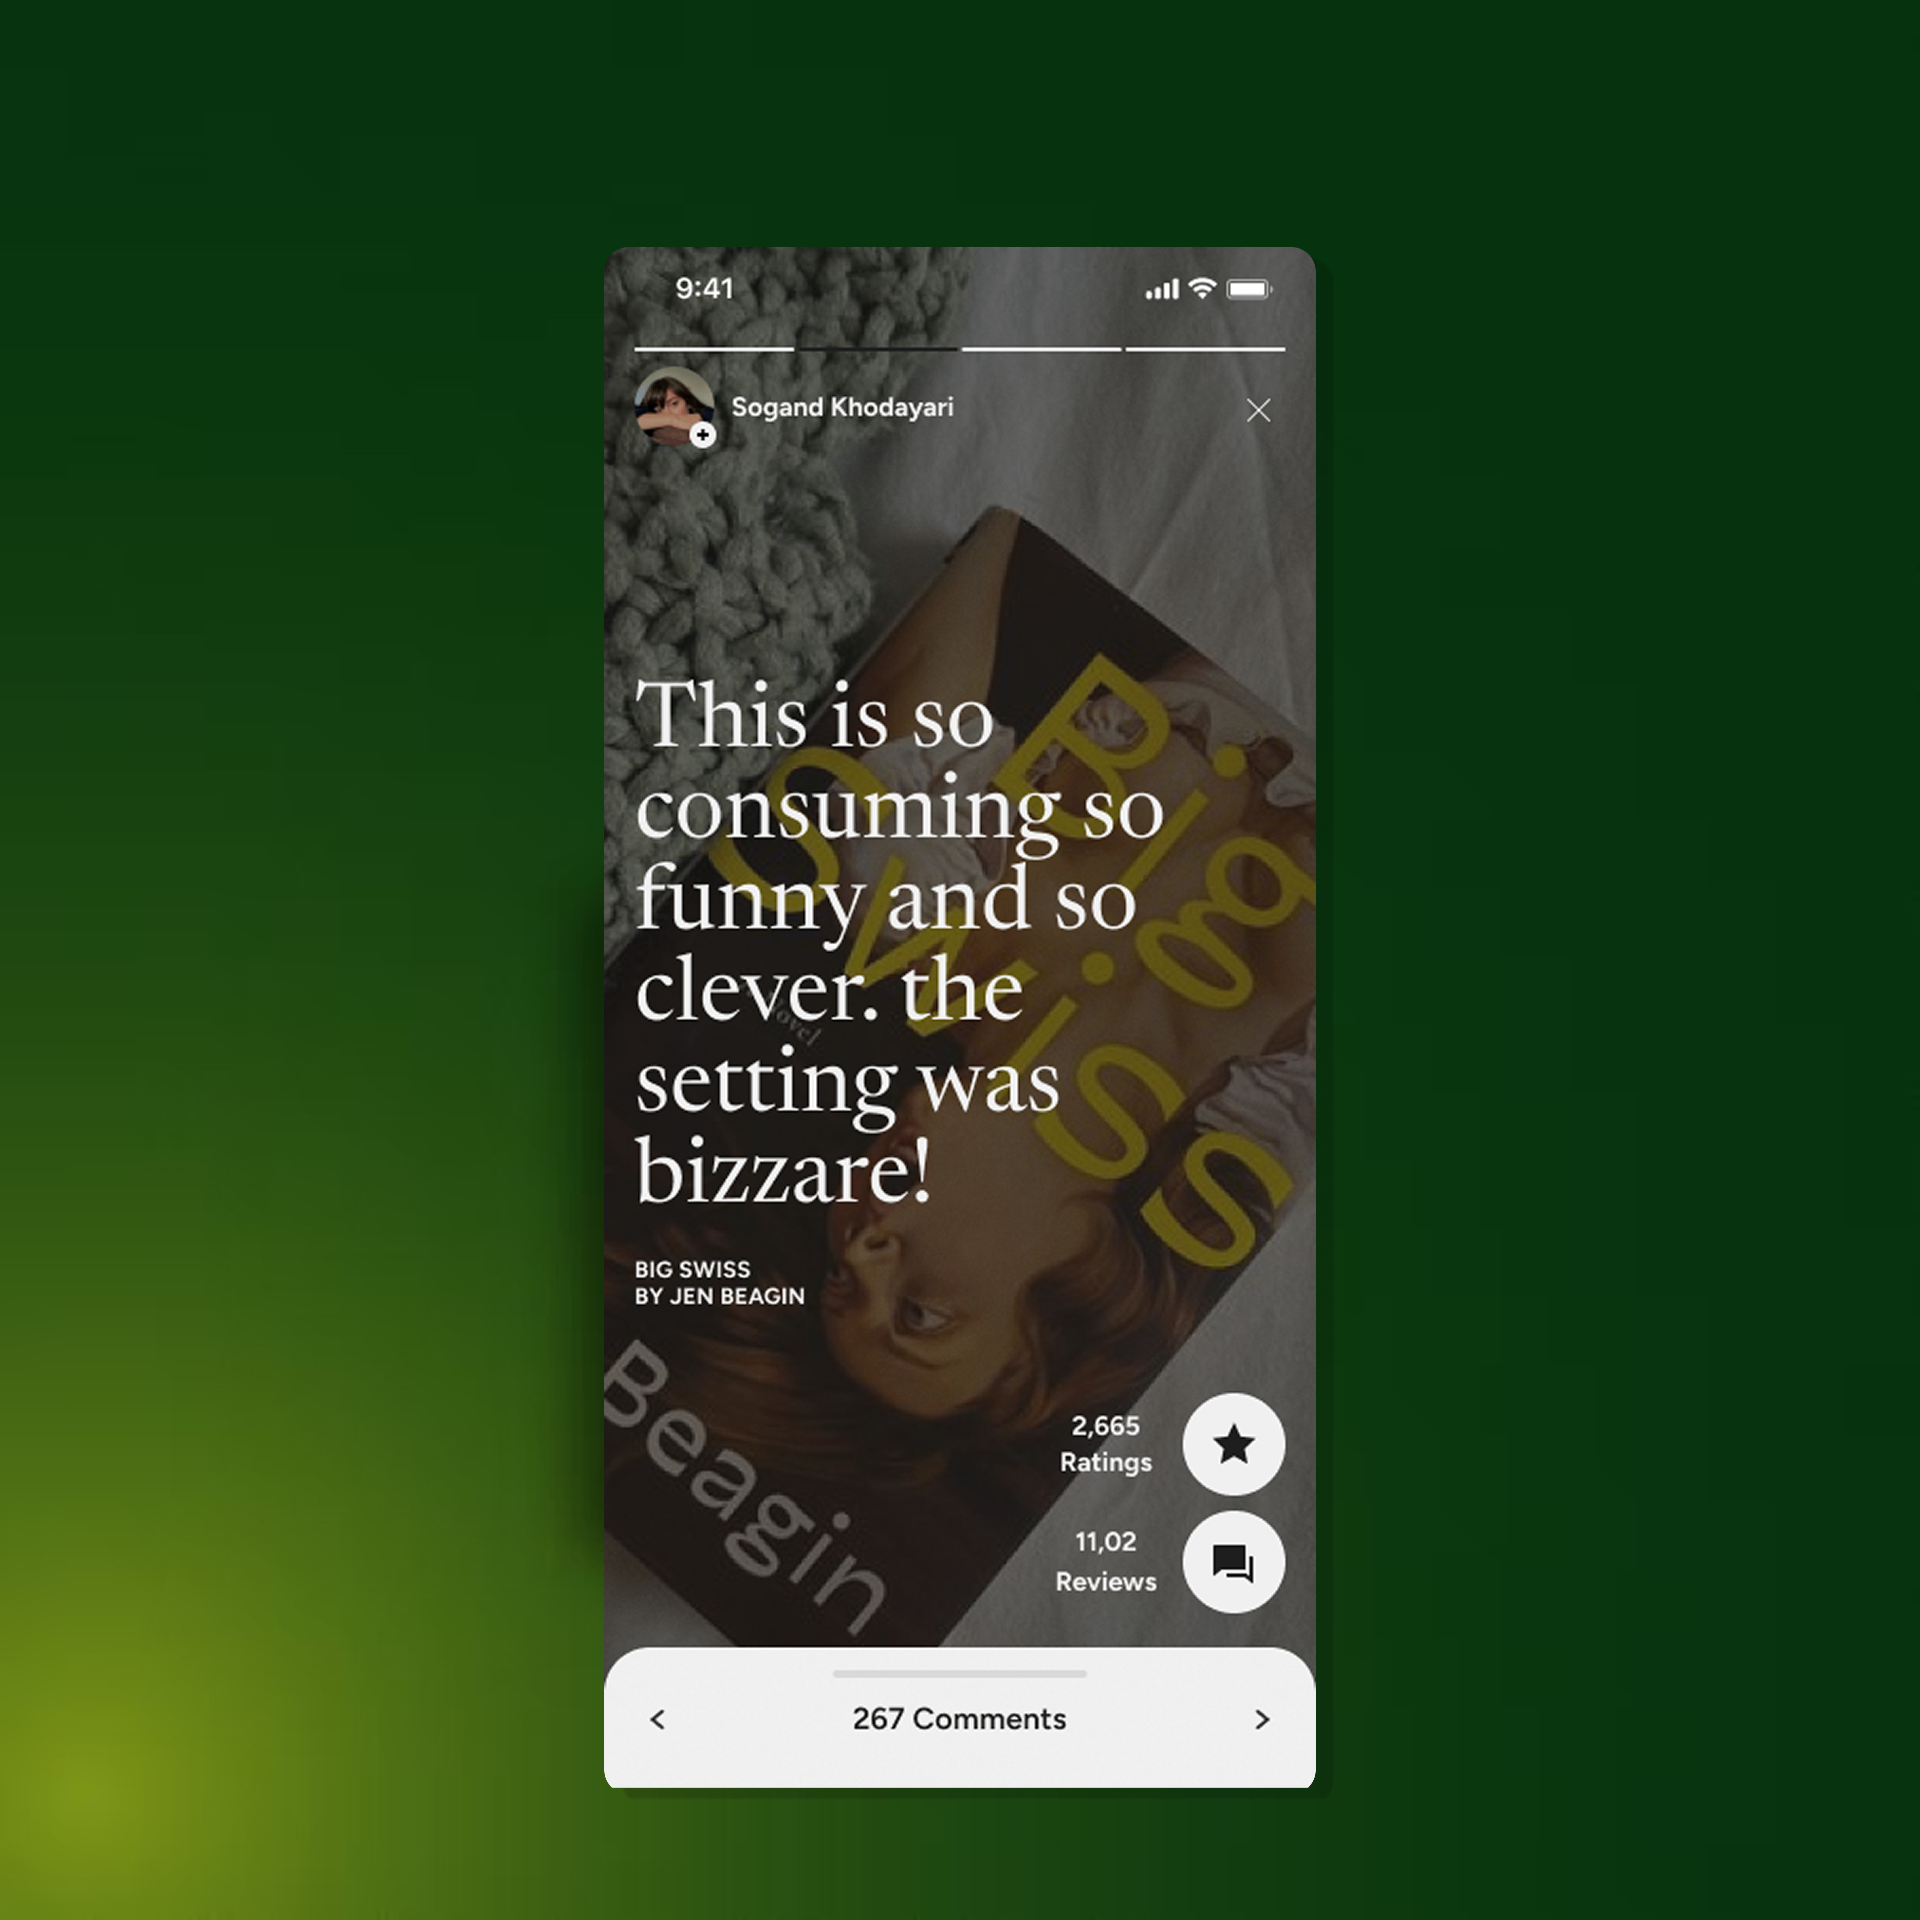 9:41
Sogand Khodayari
This is so
consuming so
funny and so
clever. the
setting was
bizzare!
Big
Swiss
novel
BIG SWISS
BY JEN BEAGIN
Beagin
2,665
Ratings
11,02
Reviews
< 267 Comments >